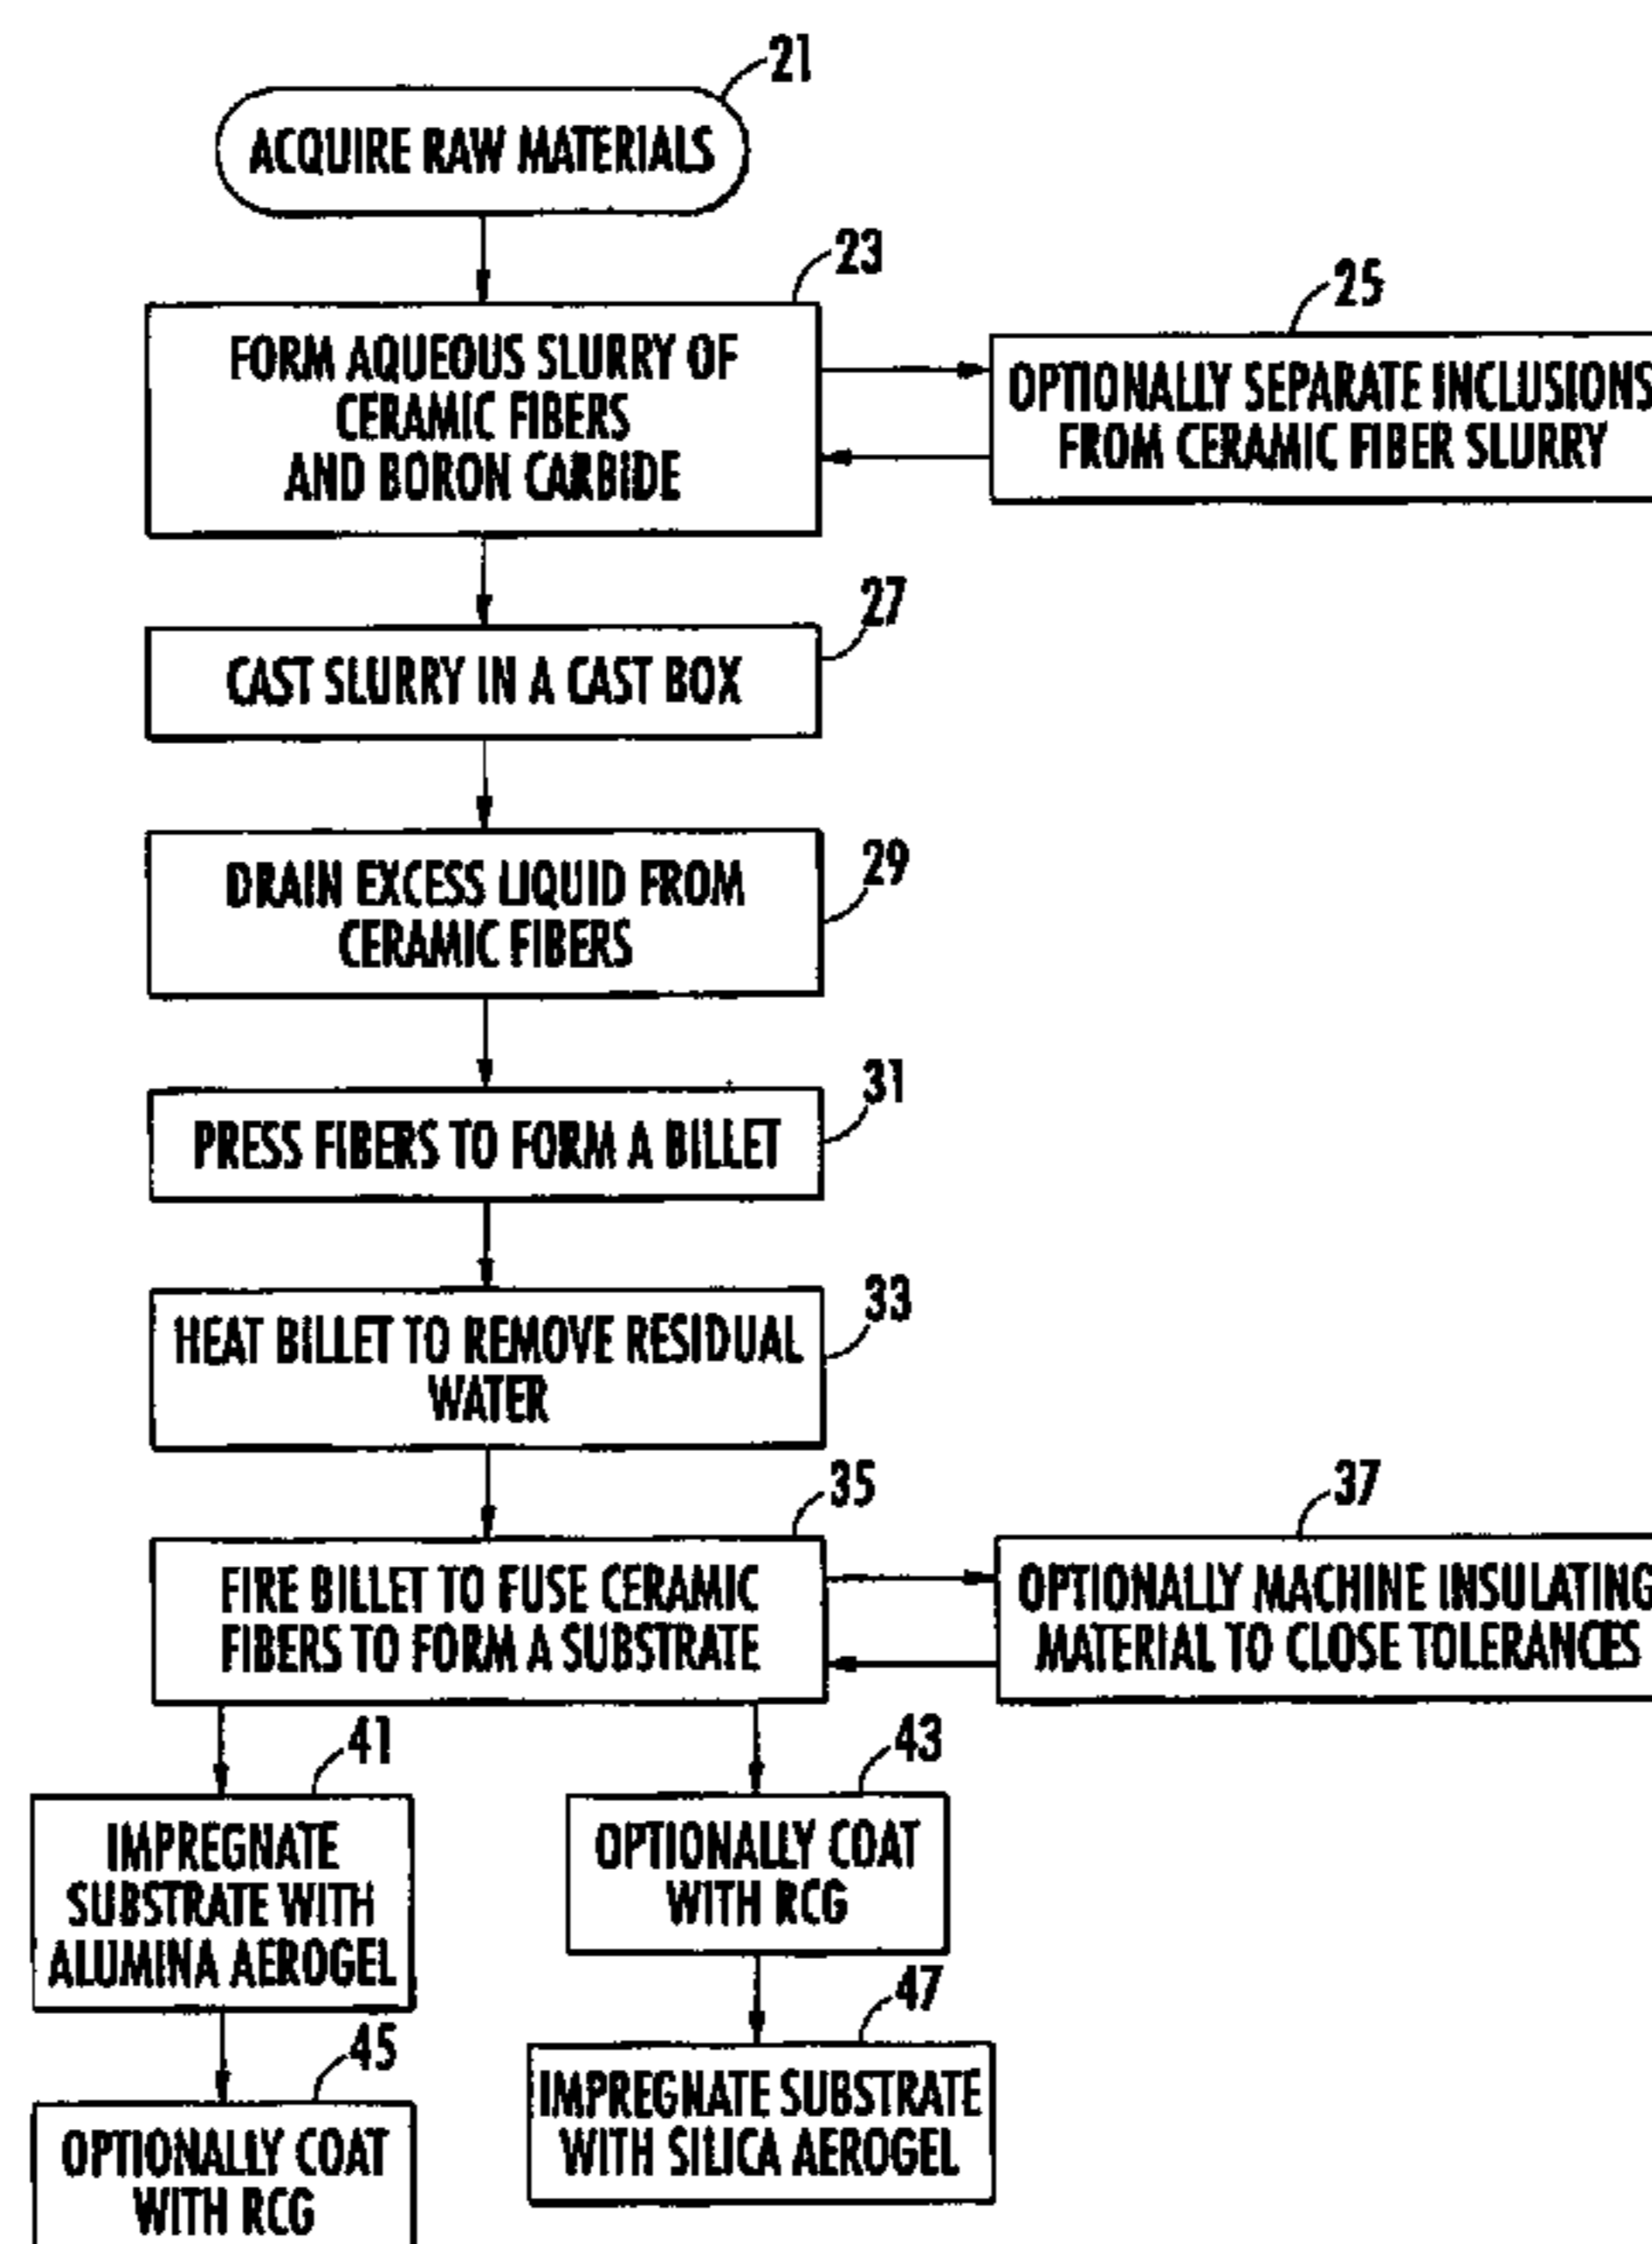 21
ACQUIRE RAW MATERIALS
23
FORM AQUEOUS SLURRY OF
CERAMIC FIBERS
AND BORON CARBIDE
25
OPTIONALLY SEPARATE INCLUSIONS
FROM CERAMIC FIBER SLURRY
27
CAST SLURRY IN A CAST BOX
29
DRAIN EXCESS LIQUID FROM
CERAMIC FIBERS
31
PRESS FIBERS TO FORM A BILLET
33
HEAT BILLET TO REMOVE RESIDUAL
WATER
35
FIRE BILLET TO FUSE CERAMIC
FIBERS TO FORM A SUBSTRATE
37
OPTIONALLY MACHINE INSULATING
MATERIAL TO CLOSE TOLERANCES
41
IMPREGNATE
SUBSTRATE WITH
ALUMINA AEROGEL
43
OPTIONALLY COAT
WITH RCG
45
OPTIONALLY COAT
WITH RCG
47
IMPREGNATE SUBSTRATE
WITH SILICA AEROGEL